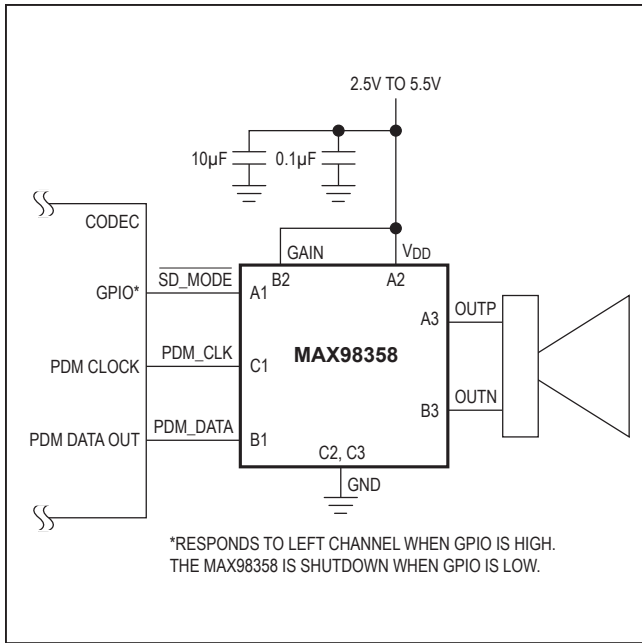 2.5V TO 5.5V
10µF
0.1µF
CODEC
GAIN
VDD
SD_MODE
B2
A2
GPIO*
A1
A3
OUTP
MAX98358
PDM CLOCK
PDM_CLK
C1
OUTN
B3
PDM DATA OUT
PDM_DATA
B1
C2, C3
GND
*RESPONDS TO LEFT CHANNEL WHEN GPIO IS HIGH.
THE MAX98358 IS SHUTDOWN WHEN GPIO IS LOW.